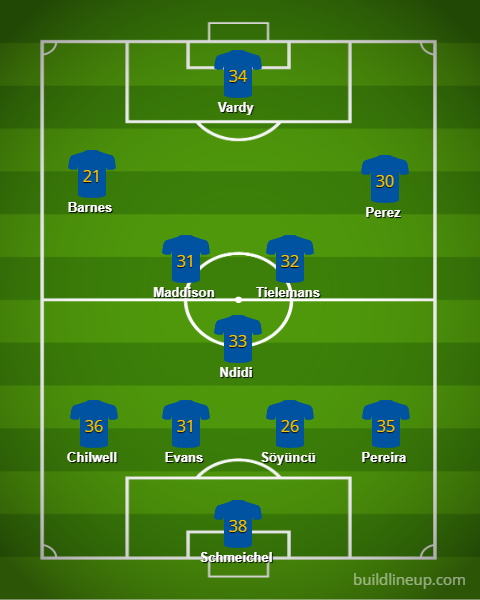 34
Vardy
21
Barnes
30
Perez
31
Maddison
32
Tielemans
33
Ndidi
36
Chilwell
31
Evans
26
Söyüncü
35
Pereira
38
Schmeichel
buildlineup.com